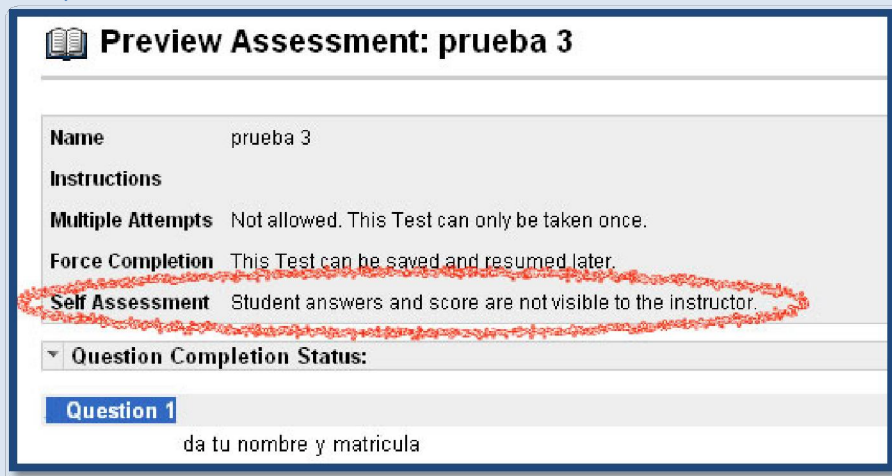 Preview Assessment: prueba 3
Name prueba 3
Instructions
Multiple Attempts Not allowed. This Test can only be taken once.
Force Completion This Test can be saved and resumed later.
Self Assessment Student answers and score are not visible to the instructor.
Question Completion Status:
Question 1
da tu nombre y matricula